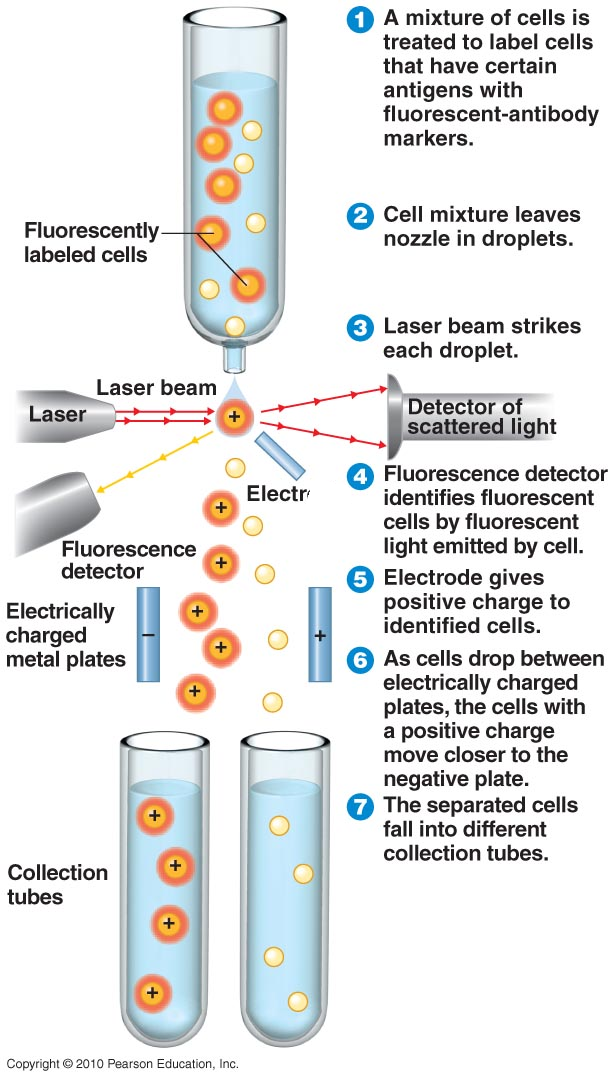 1 A mixture of cells is
treated to label cells
that have certain
antigens with
fluorescent-antibody
markers.
Fluorescently
labeled cells
2 Cell mixture leaves
nozzle in droplets.
3 Laser beam strikes
each droplet.
Laser beam
Laser
+
Detector of
scattered light
Electr
4 Fluorescence detector
identifies fluorescent
cells by fluorescent
light emitted by cell.
+
Fluorescence
detector
+
5 Electrode gives
positive charge to
identified cells.
Electrically
charged
metal plates
−
+
+
+
+
6 As cells drop between
electrically charged
plates, the cells with
a positive charge
move closer to the
negative plate.
7 The separated cells
fall into different
collection tubes.
Collection
tubes
+
+
+
+
Copyright © 2010 Pearson Education, Inc.